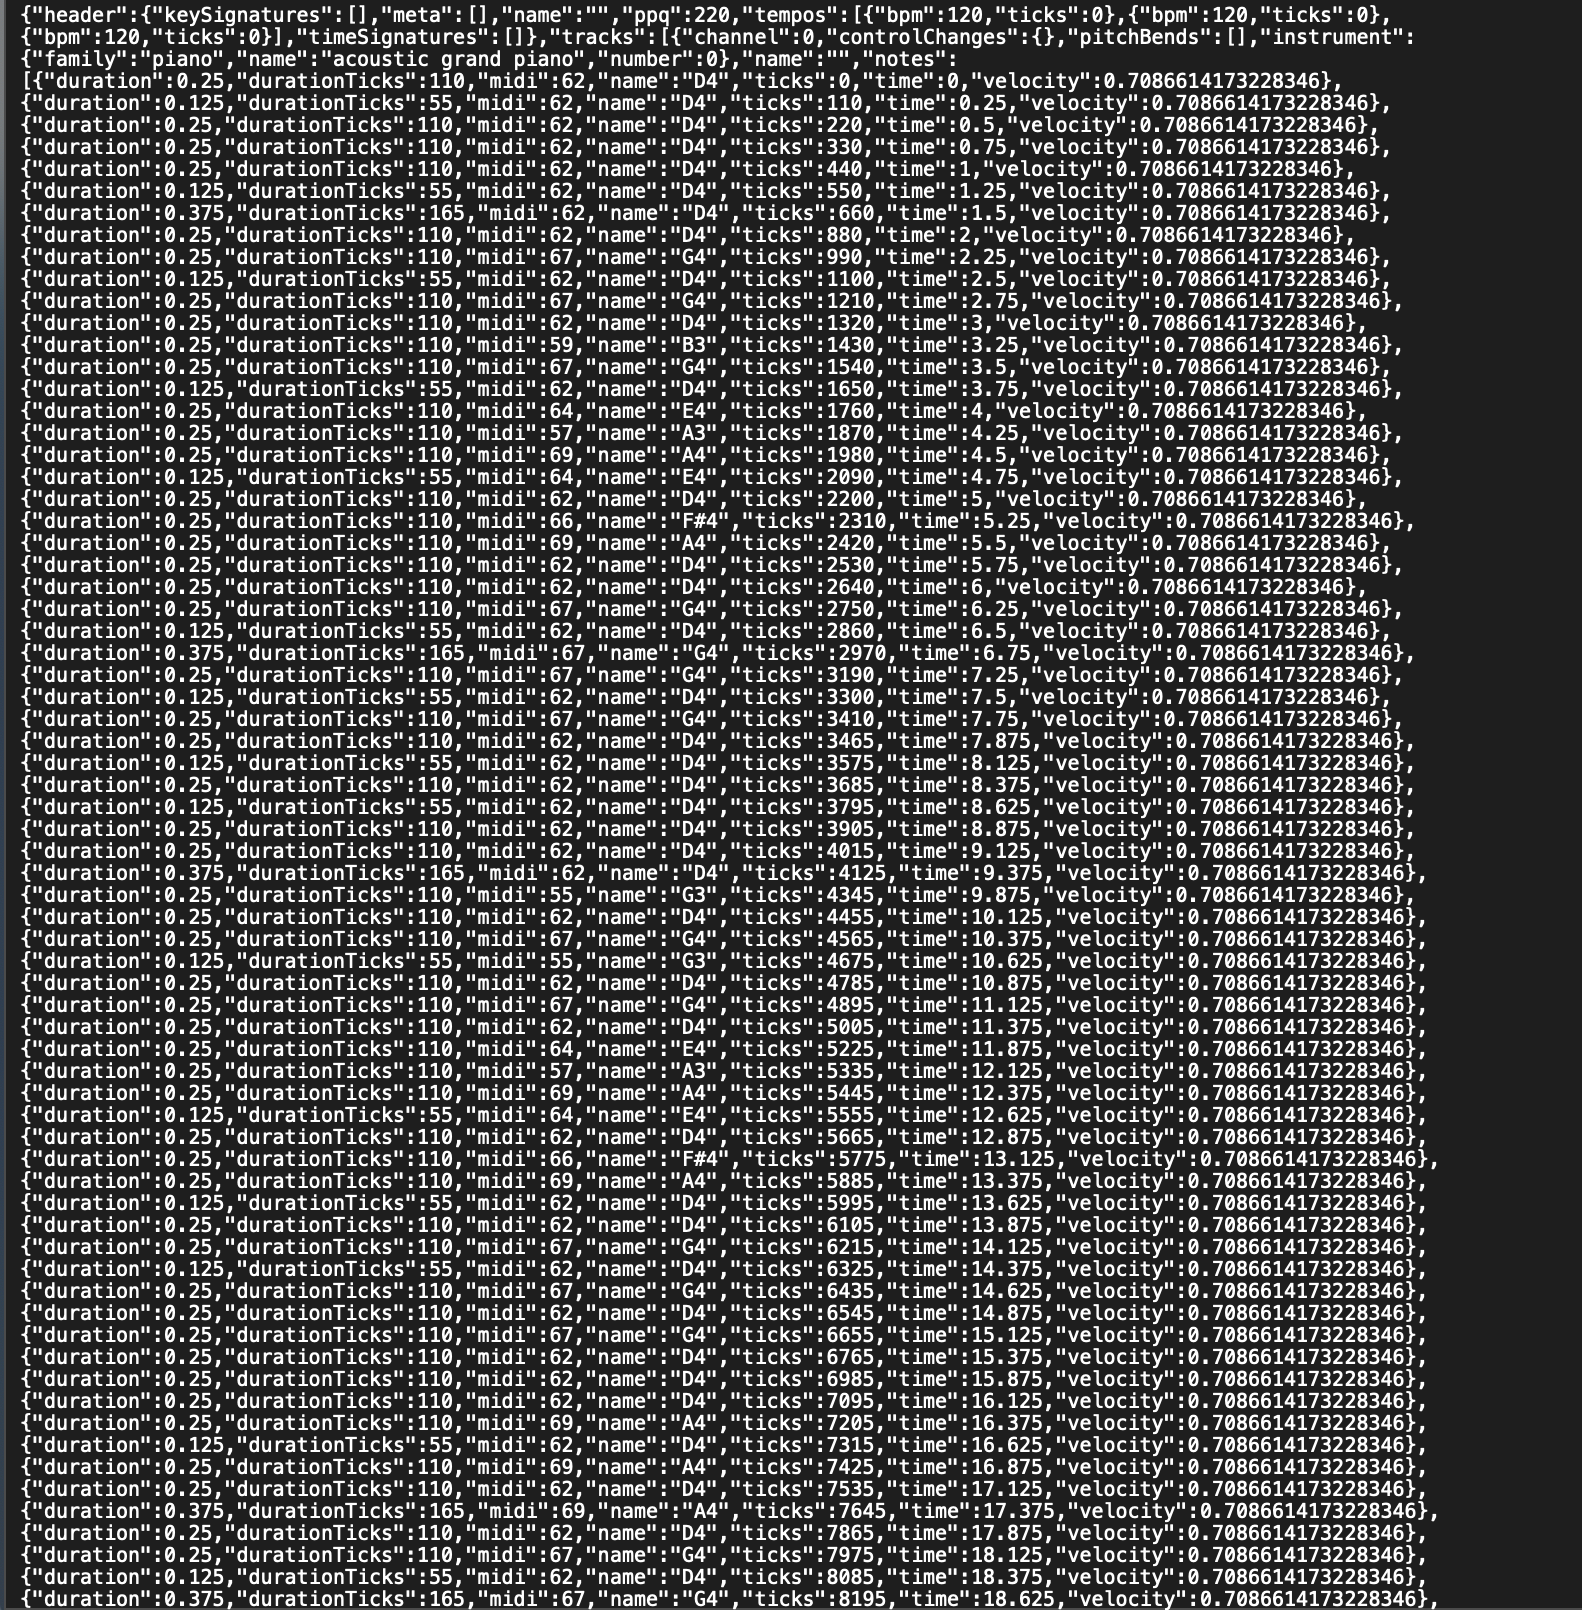 {"header":{"keySignatures":[],"meta":[],"name":"","ppq":220,"tempos":[{"bpm":120,"ticks":0},{"bpm":120,"ticks":0},
{"bpm":120,"ticks":0}],"timeSignatures":[]},"tracks":[{"channel":0,"controlChanges":{},"pitchBends":[],"instrument":
{"family":"piano","name":"acoustic grand piano","number":0},"name":"","notes":
[{"duration":0.25,"durationTicks":110,"midi":62,"name":"D4","ticks":0,"time":0,"velocity":0.7086614173228346},
{"duration":0.125,"durationTicks":55,"midi":62,"name":"D4","ticks":110,"time":0.25,"velocity":0.7086614173228346},
{"duration":0.25,"durationTicks":110,"midi":62,"name":"D4","ticks":220,"time":0.5,"velocity":0.7086614173228346},
{"duration":0.25,"durationTicks":110,"midi":62,"name":"D4","ticks":330,"time":0.75,"velocity":0.7086614173228346},
{"duration":0.25,"durationTicks":110,"midi":62,"name":"D4","ticks":440,"time":1,"velocity":0.7086614173228346},
{"duration":0.125,"durationTicks":55,"midi":62,"name":"D4","ticks":550,"time":1.25,"velocity":0.7086614173228346},
{"duration":0.375,"durationTicks":165,"midi":62,"name":"D4","ticks":660,"time":1.5,"velocity":0.7086614173228346},
{"duration":0.25,"durationTicks":110,"midi":62,"name":"D4","ticks":880,"time":2,"velocity":0.7086614173228346},
{"duration":0.25,"durationTicks":110,"midi":67,"name":"G4","ticks":990,"time":2.25,"velocity":0.7086614173228346},
{"duration":0.125,"durationTicks":55,"midi":62,"name":"D4","ticks":1100,"time":2.5,"velocity":0.7086614173228346},
{"duration":0.25,"durationTicks":110,"midi":67,"name":"G4","ticks":1210,"time":2.75,"velocity":0.7086614173228346},
{"duration":0.25,"durationTicks":110,"midi":62,"name":"D4","ticks":1320,"time":3,"velocity":0.7086614173228346},
{"duration":0.25,"durationTicks":110,"midi":59,"name":"B3","ticks":1430,"time":3.25,"velocity":0.7086614173228346},
{"duration":0.25,"durationTicks":110,"midi":67,"name":"G4","ticks":1540,"time":3.5,"velocity":0.7086614173228346},
{"duration":0.125,"durationTicks":55,"midi":62,"name":"D4","ticks":1650,"time":3.75,"velocity":0.7086614173228346},
{"duration":0.25,"durationTicks":110,"midi":64,"name":"E4","ticks":1760,"time":4,"velocity":0.7086614173228346},
{"duration":0.25,"durationTicks":110,"midi":57,"name":"A3","ticks":1870,"time":4.25,"velocity":0.7086614173228346},
{"duration":0.25,"durationTicks":110,"midi":69,"name":"A4","ticks":1980,"time":4.5,"velocity":0.7086614173228346},
{"duration":0.125,"durationTicks":55,"midi":64,"name":"E4","ticks":2090,"time":4.75,"velocity":0.7086614173228346},
{"duration":0.25,"durationTicks":110,"midi":62,"name":"D4","ticks":2200,"time":5,"velocity":0.7086614173228346},
{"duration":0.25,"durationTicks":110,"midi":66,"name":"F#4","ticks":2310,"time":5.25,"velocity":0.7086614173228346},
{"duration":0.25,"durationTicks":110,"midi":69,"name":"A4","ticks":2420,"time":5.5,"velocity":0.7086614173228346},
{"duration":0.25,"durationTicks":110,"midi":62,"name":"D4","ticks":2530,"time":5.75,"velocity":0.7086614173228346},
{"duration":0.25,"durationTicks":110,"midi":62,"name":"D4","ticks":2640,"time":6,"velocity":0.7086614173228346},
{"duration":0.25,"durationTicks":110,"midi":67,"name":"G4","ticks":2750,"time":6.25,"velocity":0.7086614173228346},
{"duration":0.125,"durationTicks":55,"midi":62,"name":"D4","ticks":2860,"time":6.5,"velocity":0.7086614173228346},
{"duration":0.375,"durationTicks":165,"midi":67,"name":"G4","ticks":2970,"time":6.75,"velocity":0.7086614173228346},
{"duration":0.25,"durationTicks":110,"midi":67,"name":"G4","ticks":3190,"time":7.25,"velocity":0.7086614173228346},
{"duration":0.125,"durationTicks":55,"midi":62,"name":"D4","ticks":3300,"time":7.5,"velocity":0.7086614173228346},
{"duration":0.25,"durationTicks":110,"midi":67,"name":"G4","ticks":3410,"time":7.75,"velocity":0.7086614173228346},
{"duration":0.25,"durationTicks":110,"midi":62,"name":"D4","ticks":3465,"time":7.875,"velocity":0.7086614173228346},
{"duration":0.125,"durationTicks":55,"midi":62,"name":"D4","ticks":3575,"time":8.125,"velocity":0.7086614173228346},
{"duration":0.25,"durationTicks":110,"midi":62,"name":"D4","ticks":3685,"time":8.375,"velocity":0.7086614173228346},
{"duration":0.125,"durationTicks":55,"midi":62,"name":"D4","ticks":3795,"time":8.625,"velocity":0.7086614173228346},
{"duration":0.25,"durationTicks":110,"midi":62,"name":"D4","ticks":3905,"time":8.875,"velocity":0.7086614173228346},
{"duration":0.25,"durationTicks":110,"midi":62,"name":"D4","ticks":4015,"time":9.125,"velocity":0.7086614173228346},
{"duration":0.375,"durationTicks":165,"midi":62,"name":"D4","ticks":4125,"time":9.375,"velocity":0.7086614173228346},
{"duration":0.25,"durationTicks":110,"midi":55,"name":"G3","ticks":4345,"time":9.875,"velocity":0.7086614173228346},
{"duration":0.25,"durationTicks":110,"midi":62,"name":"D4","ticks":4455,"time":10.125,"velocity":0.7086614173228346},
{"duration":0.25,"durationTicks":110,"midi":67,"name":"G4","ticks":4565,"time":10.375,"velocity":0.7086614173228346},
{"duration":0.125,"durationTicks":55,"midi":55,"name":"G3","ticks":4675,"time":10.625,"velocity":0.7086614173228346},
{"duration":0.25,"durationTicks":110,"midi":62,"name":"D4","ticks":4785,"time":10.875,"velocity":0.7086614173228346},
{"duration":0.25,"durationTicks":110,"midi":67,"name":"G4","ticks":4895,"time":11.125,"velocity":0.7086614173228346},
{"duration":0.25,"durationTicks":110,"midi":62,"name":"D4","ticks":5005,"time":11.375,"velocity":0.7086614173228346},
{"duration":0.25,"durationTicks":110,"midi":64,"name":"E4","ticks":5225,"time":11.875,"velocity":0.7086614173228346},
{"duration":0.25,"durationTicks":110,"midi":57,"name":"A3","ticks":5335,"time":12.125,"velocity":0.7086614173228346},
{"duration":0.25,"durationTicks":110,"midi":69,"name":"A4","ticks":5445,"time":12.375,"velocity":0.7086614173228346},
{"duration":0.125,"durationTicks":55,"midi":64,"name":"E4","ticks":5555,"time":12.625,"velocity":0.7086614173228346},
{"duration":0.25,"durationTicks":110,"midi":62,"name":"D4","ticks":5665,"time":12.875,"velocity":0.7086614173228346},
{"duration":0.25,"durationTicks":110,"midi":66,"name":"F#4","ticks":5775,"time":13.125,"velocity":0.7086614173228346},
{"duration":0.25,"durationTicks":110,"midi":69,"name":"A4","ticks":5885,"time":13.375,"velocity":0.7086614173228346},
{"duration":0.125,"durationTicks":55,"midi":62,"name":"D4","ticks":5995,"time":13.625,"velocity":0.7086614173228346},
{"duration":0.25,"durationTicks":110,"midi":62,"name":"D4","ticks":6105,"time":13.875,"velocity":0.7086614173228346},
{"duration":0.25,"durationTicks":110,"midi":67,"name":"G4","ticks":6215,"time":14.125,"velocity":0.7086614173228346},
{"duration":0.125,"durationTicks":55,"midi":62,"name":"D4","ticks":6325,"time":14.375,"velocity":0.7086614173228346},
{"duration":0.25,"durationTicks":110,"midi":67,"name":"G4","ticks":6435,"time":14.625,"velocity":0.7086614173228346},
{"duration":0.25,"durationTicks":110,"midi":62,"name":"D4","ticks":6545,"time":14.875,"velocity":0.7086614173228346},
{"duration":0.25,"durationTicks":110,"midi":67,"name":"G4","ticks":6655,"time":15.125,"velocity":0.7086614173228346},
{"duration":0.25,"durationTicks":110,"midi":62,"name":"D4","ticks":6765,"time":15.375,"velocity":0.7086614173228346},
{"duration":0.25,"durationTicks":110,"midi":62,"name":"D4","ticks":6985,"time":15.875,"velocity":0.7086614173228346},
{"duration":0.25,"durationTicks":110,"midi":62,"name":"D4","ticks":7095,"time":16.125,"velocity":0.7086614173228346},
{"duration":0.25,"durationTicks":110,"midi":69,"name":"A4","ticks":7205,"time":16.375,"velocity":0.7086614173228346},
{"duration":0.125,"durationTicks":55,"midi":62,"name":"D4","ticks":7315,"time":16.625,"velocity":0.7086614173228346},
{"duration":0.25,"durationTicks":110,"midi":69,"name":"A4","ticks":7425,"time":16.875,"velocity":0.7086614173228346},
{"duration":0.25,"durationTicks":110,"midi":62,"name":"D4","ticks":7535,"time":17.125,"velocity":0.7086614173228346},
{"duration":0.375,"durationTicks":165,"midi":69,"name":"A4","ticks":7645,"time":17.375,"velocity":0.7086614173228346},
{"duration":0.25,"durationTicks":110,"midi":62,"name":"D4","ticks":7865,"time":17.875,"velocity":0.7086614173228346},
{"duration":0.25,"durationTicks":110,"midi":67,"name":"G4","ticks":7975,"time":18.125,"velocity":0.7086614173228346},
{"duration":0.125,"durationTicks":55,"midi":62,"name":"D4","ticks":8085,"time":18.375,"velocity":0.7086614173228346},
{"duration":0.375,"durationTicks":165,"midi":67,"name":"G4","ticks":8195,"time":18.625,"velocity":0.7086614173228346},